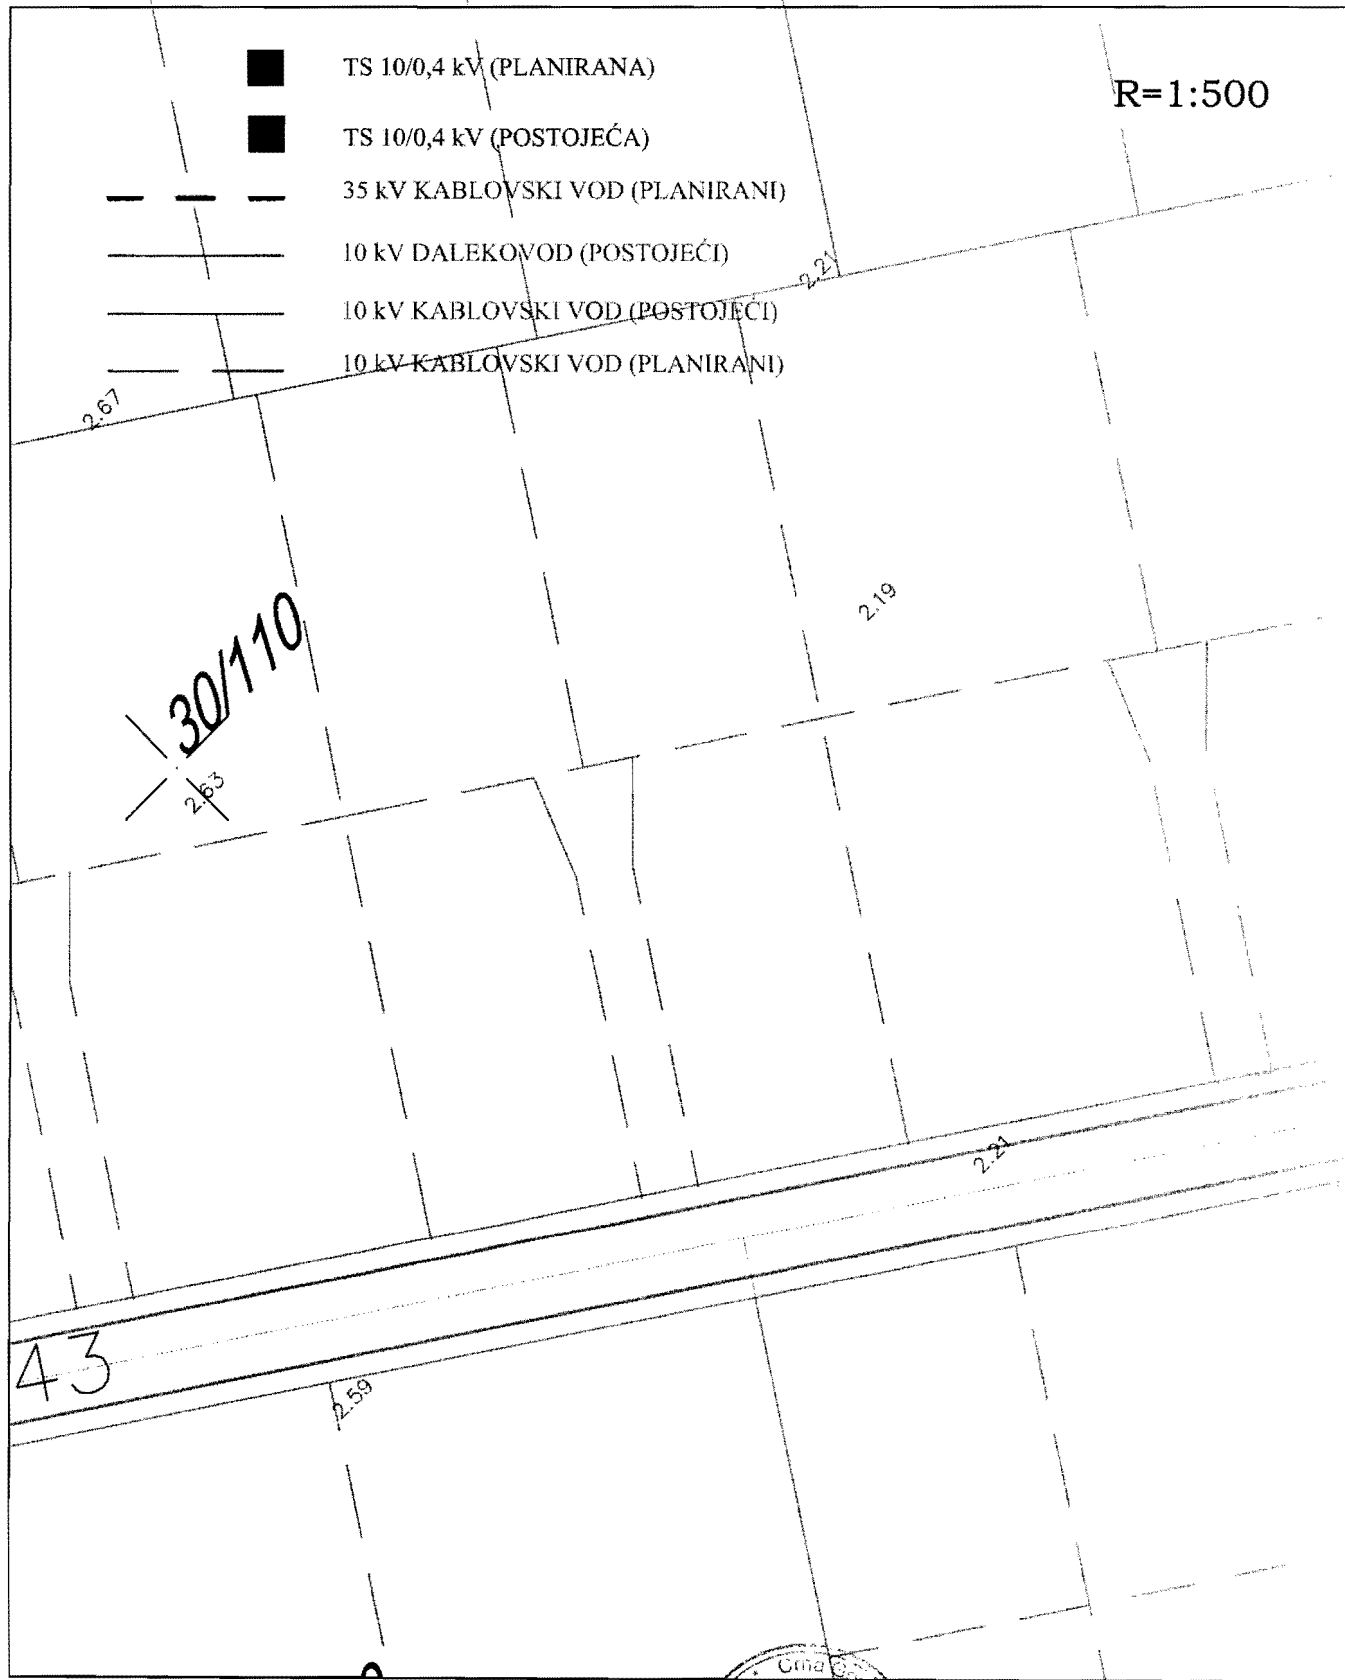 TS 10/0,4 kV (PLANIRANA)
R=1:500
TS 10/0,4 kV (POSTOJEĆA)
35 kV KABLOVSKI VOD (PLANIRANI)
10 kV DALEKOVOD (POSTOJEĆI)
2.21
10 kV KABLOVSKI VOD (POSTOJEĆI)
10 kV KABLOVSKI VOD (PLANIRANI)
2.67
2.19
30/110
2.63
2.21
43
2.59
Crna